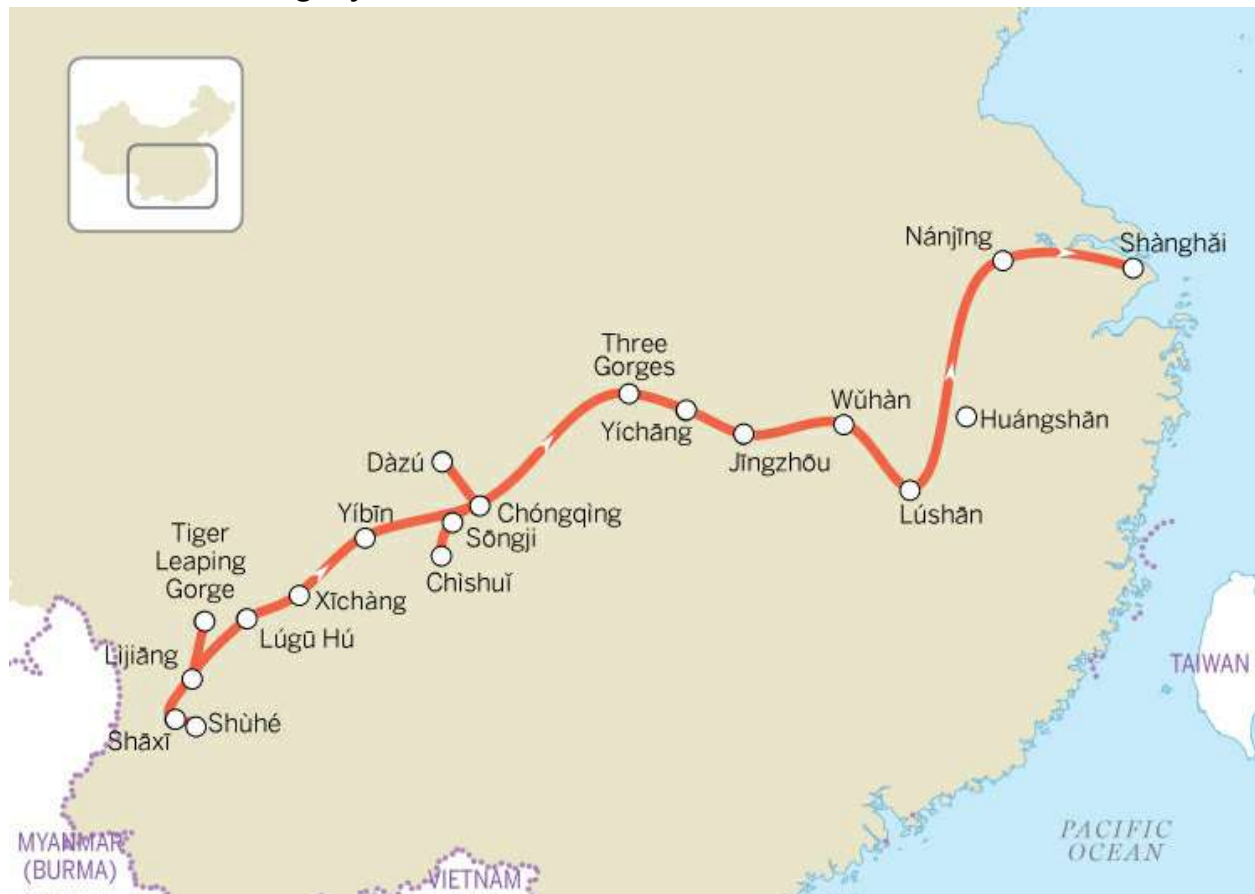 Nánjīng
Shànghǎi
Three
Gorges
Yíchāng
Wǔhàn
Huángshān
Jīngzhōu
Lúshān
Dàzú
Chóngqìng
Yíbīn
Sōngji
Chìshuǐ
Tiger
Leaping
Gorge
Xīchàng
Lúgū Hú
Lìjiāng
Shùhé
Shāxī
TAIWAN
PACIFIC
OCEAN
MYANMAR
(BURMA)
VIETNAM